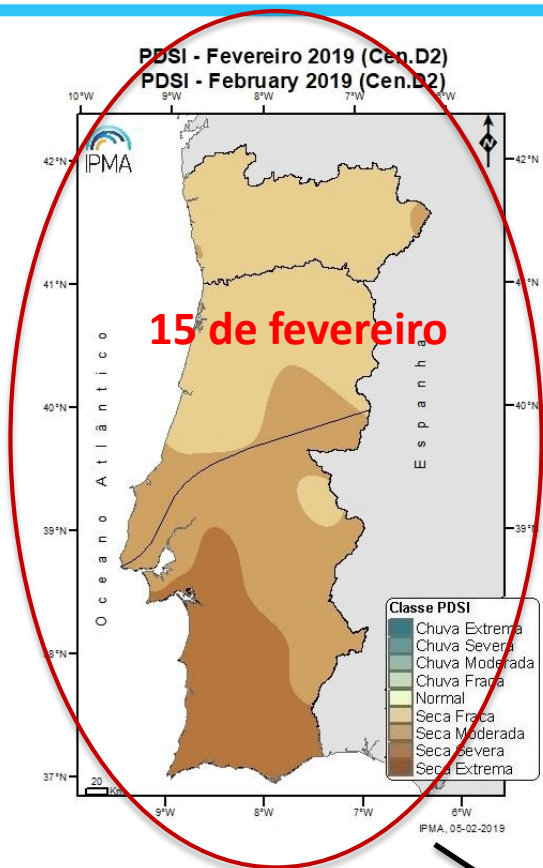 PDSI - Fevereiro 2019 (Cen.D2)
PDSI - February 2019 (Cen.D2)
10°W 9°W 8°W 7°W
IPMA
N
42°N 42°N
41°N 41°N
15 de fevereiro
40°N 40°N
39°N 39°N
38°N
37°N
Oceano Atlântico
Espanha
Classe PDSI
Chuva Extrema
Chuva Severa
Chuva Moderada
Chuva Fraca
Normal
Seca Fraca
Seca Moderada
Seca Severa
Seca Extrema
20
Km
9°W 8°W 7°W 6°W
IPMA, 05-02-2019